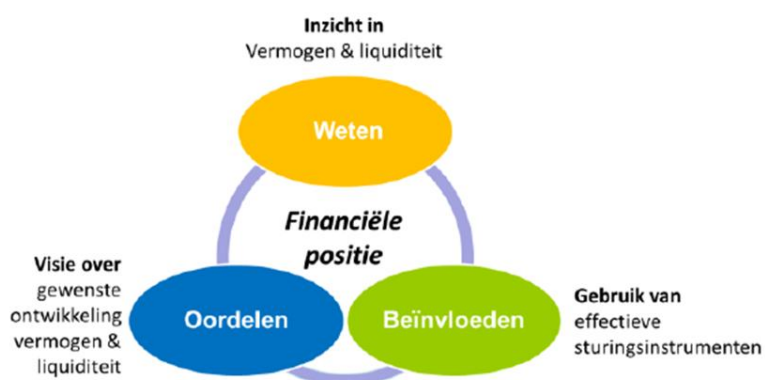 Inzicht in
Vermogen & liquiditeit
Weten
Financiële
positie
Visie over
gewenste
ontwikkeling
vermogen &
liquiditeit
Oordelen
Beïnvloeden
Gebruik van
effectieve
sturingsinstrumenten